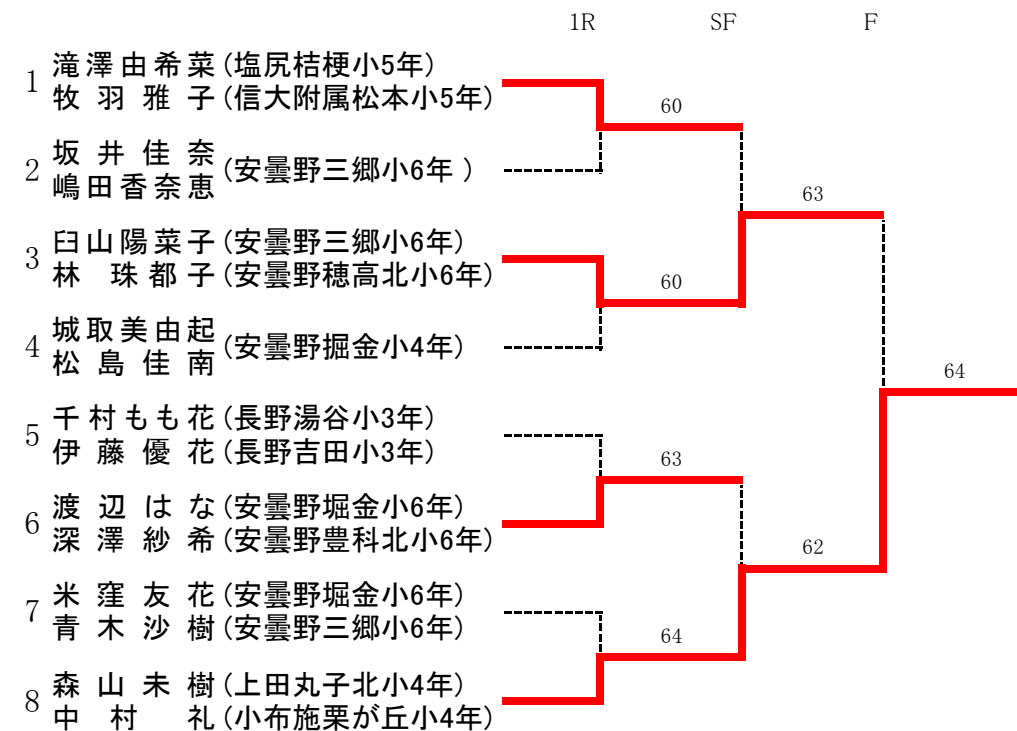 1R SF F
1 滝澤由希菜(塩尻桔梗小5年)
牧羽雅子(信大附属松本小5年)
60
2 坂井佳奈(安曇野三郷小6年 )
嶋田香奈恵
63
3 臼山陽菜子(安曇野三郷小6年)
林 珠都子(安曇野穂高北小6年)
60
4 城取美由起(安曇野掘金小4年)
松島佳南
64
5 千村もも花(長野湯谷小3年)
伊藤優花(長野吉田小3年)
63
6 渡辺はな(安曇野堀金小6年)
深澤紗希(安曇野豊科北小6年)
62
7 米窪友花(安曇野堀金小6年)
青木沙樹(安曇野三郷小6年)
64
8 森山未樹(上田丸子北小4年)
中村 礼(小布施栗が丘小4年)